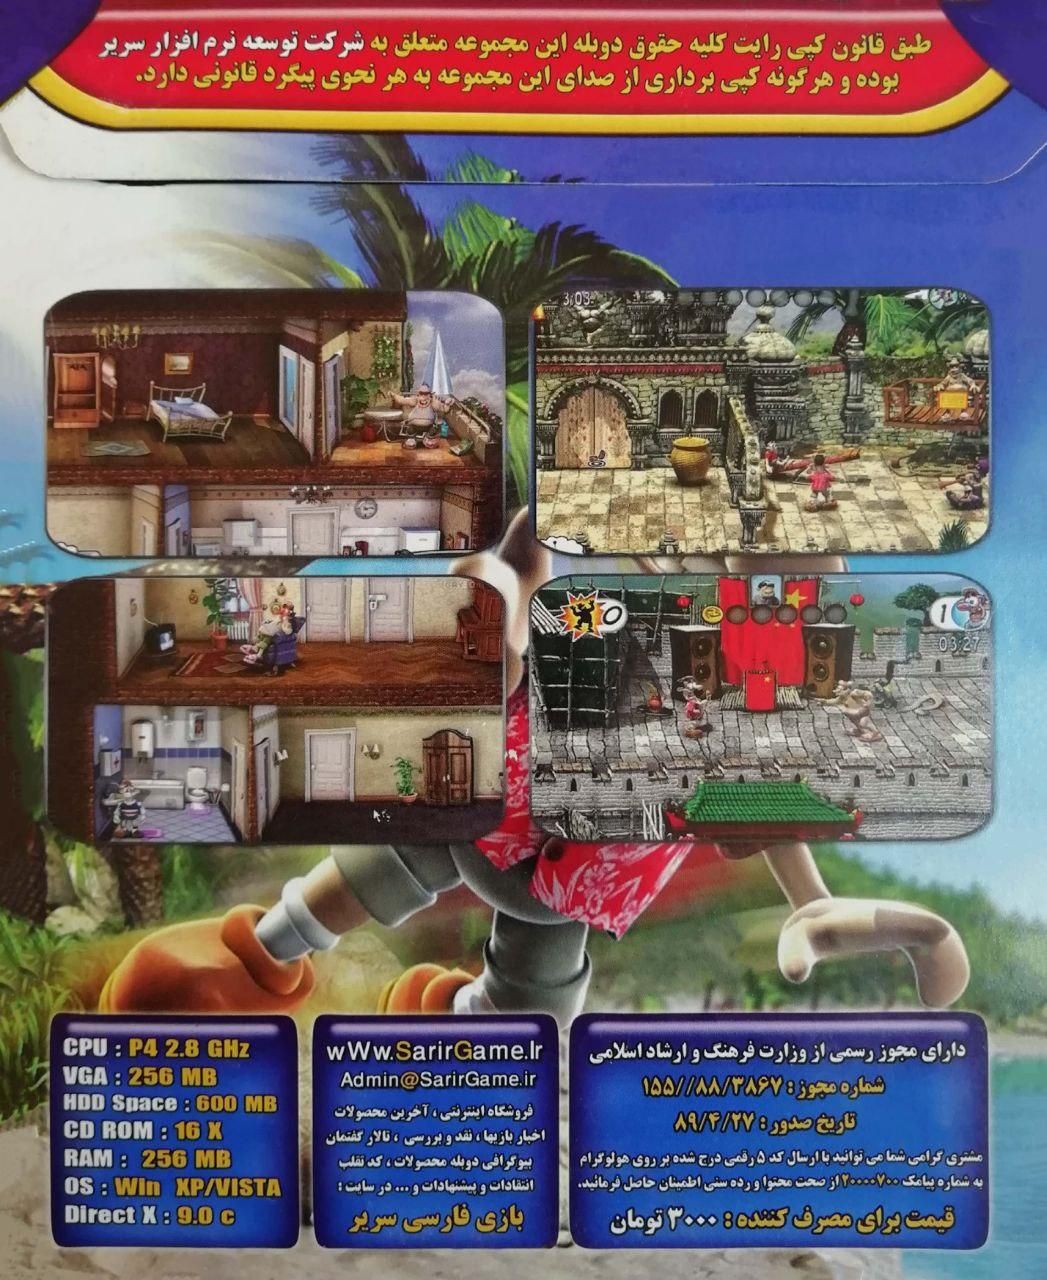 طبق قانون کپی رایت کلیه حقوق دوبله این مجموعه متعلق به شرکت توسعه نرم افزار سریر
بوده و هرگونه کپی برداری از صدای این مجموعه به هر نحوی پیگرد قانونی دارد.
3:03
0
1
03:27
CPU : P4 2.8 GHz
VGA : 256 MB
HDD Space : 600 MB
CD ROM : 16 X
RAM : 256 MB
OS : Win XP/VISTA
Direct X : 9.0 c
wWw.SarirGame.Ir
Admin@SarirGame.ir
فروشگاه اینترنتی ، آخرین محصولات
اخبار بازیها ، نقد و بررسی ، تالار گفتمان
بیوگرافی دوبله محصولات ، کد تقلب
انتقادات و پیشنهادات و ... در سایت :
بازی فارسی سریر
دارای مجوز رسمی از وزارت فرهنگ و ارشاد اسلامی
شماره مجوز : ۱۵۵//۸۸/۳۸۶۷
تاریخ صدور : ۸۹/۴/۲۷
مشتری گرامی شما می توانید با ارسال کد ۵ رقمی درج شده بر روی هولوگرام
به شماره پیامک ۲۰۰۰۰۷۰۰ از صحت محتوا و رده سنی اطمینان حاصل فرمائید.
قیمت برای مصرف کننده : ۳۰۰۰ تومان